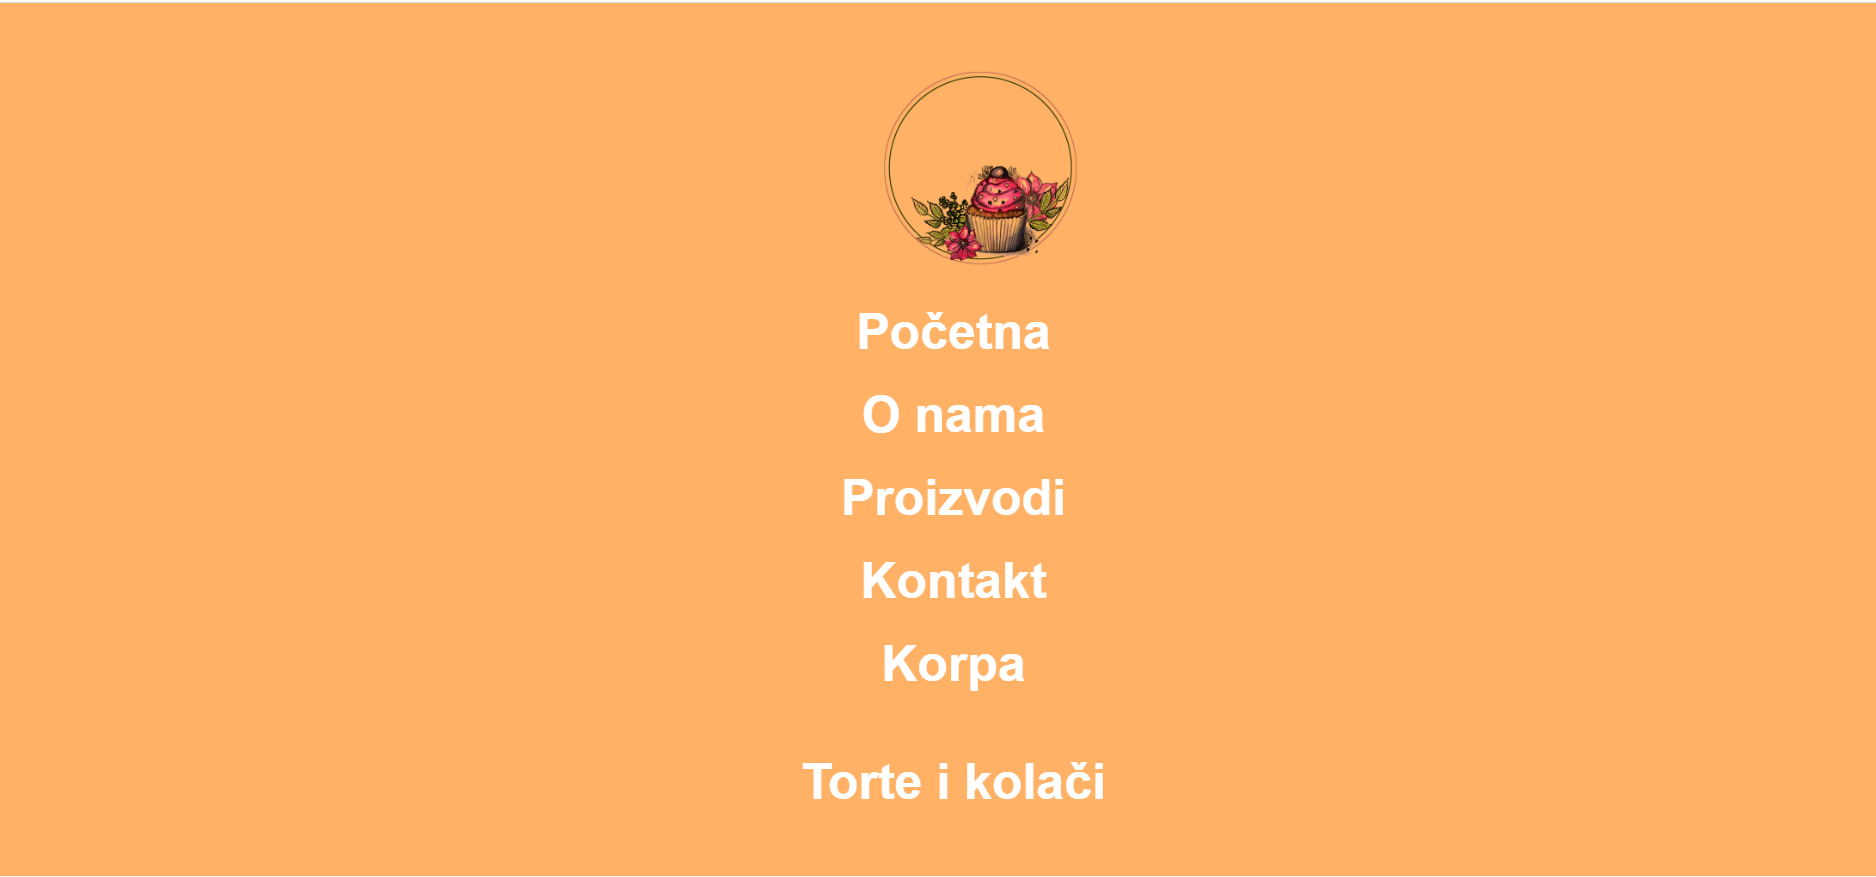 Početna
O nama
Proizvodi
Kontakt
Korpa
Torte i kolači